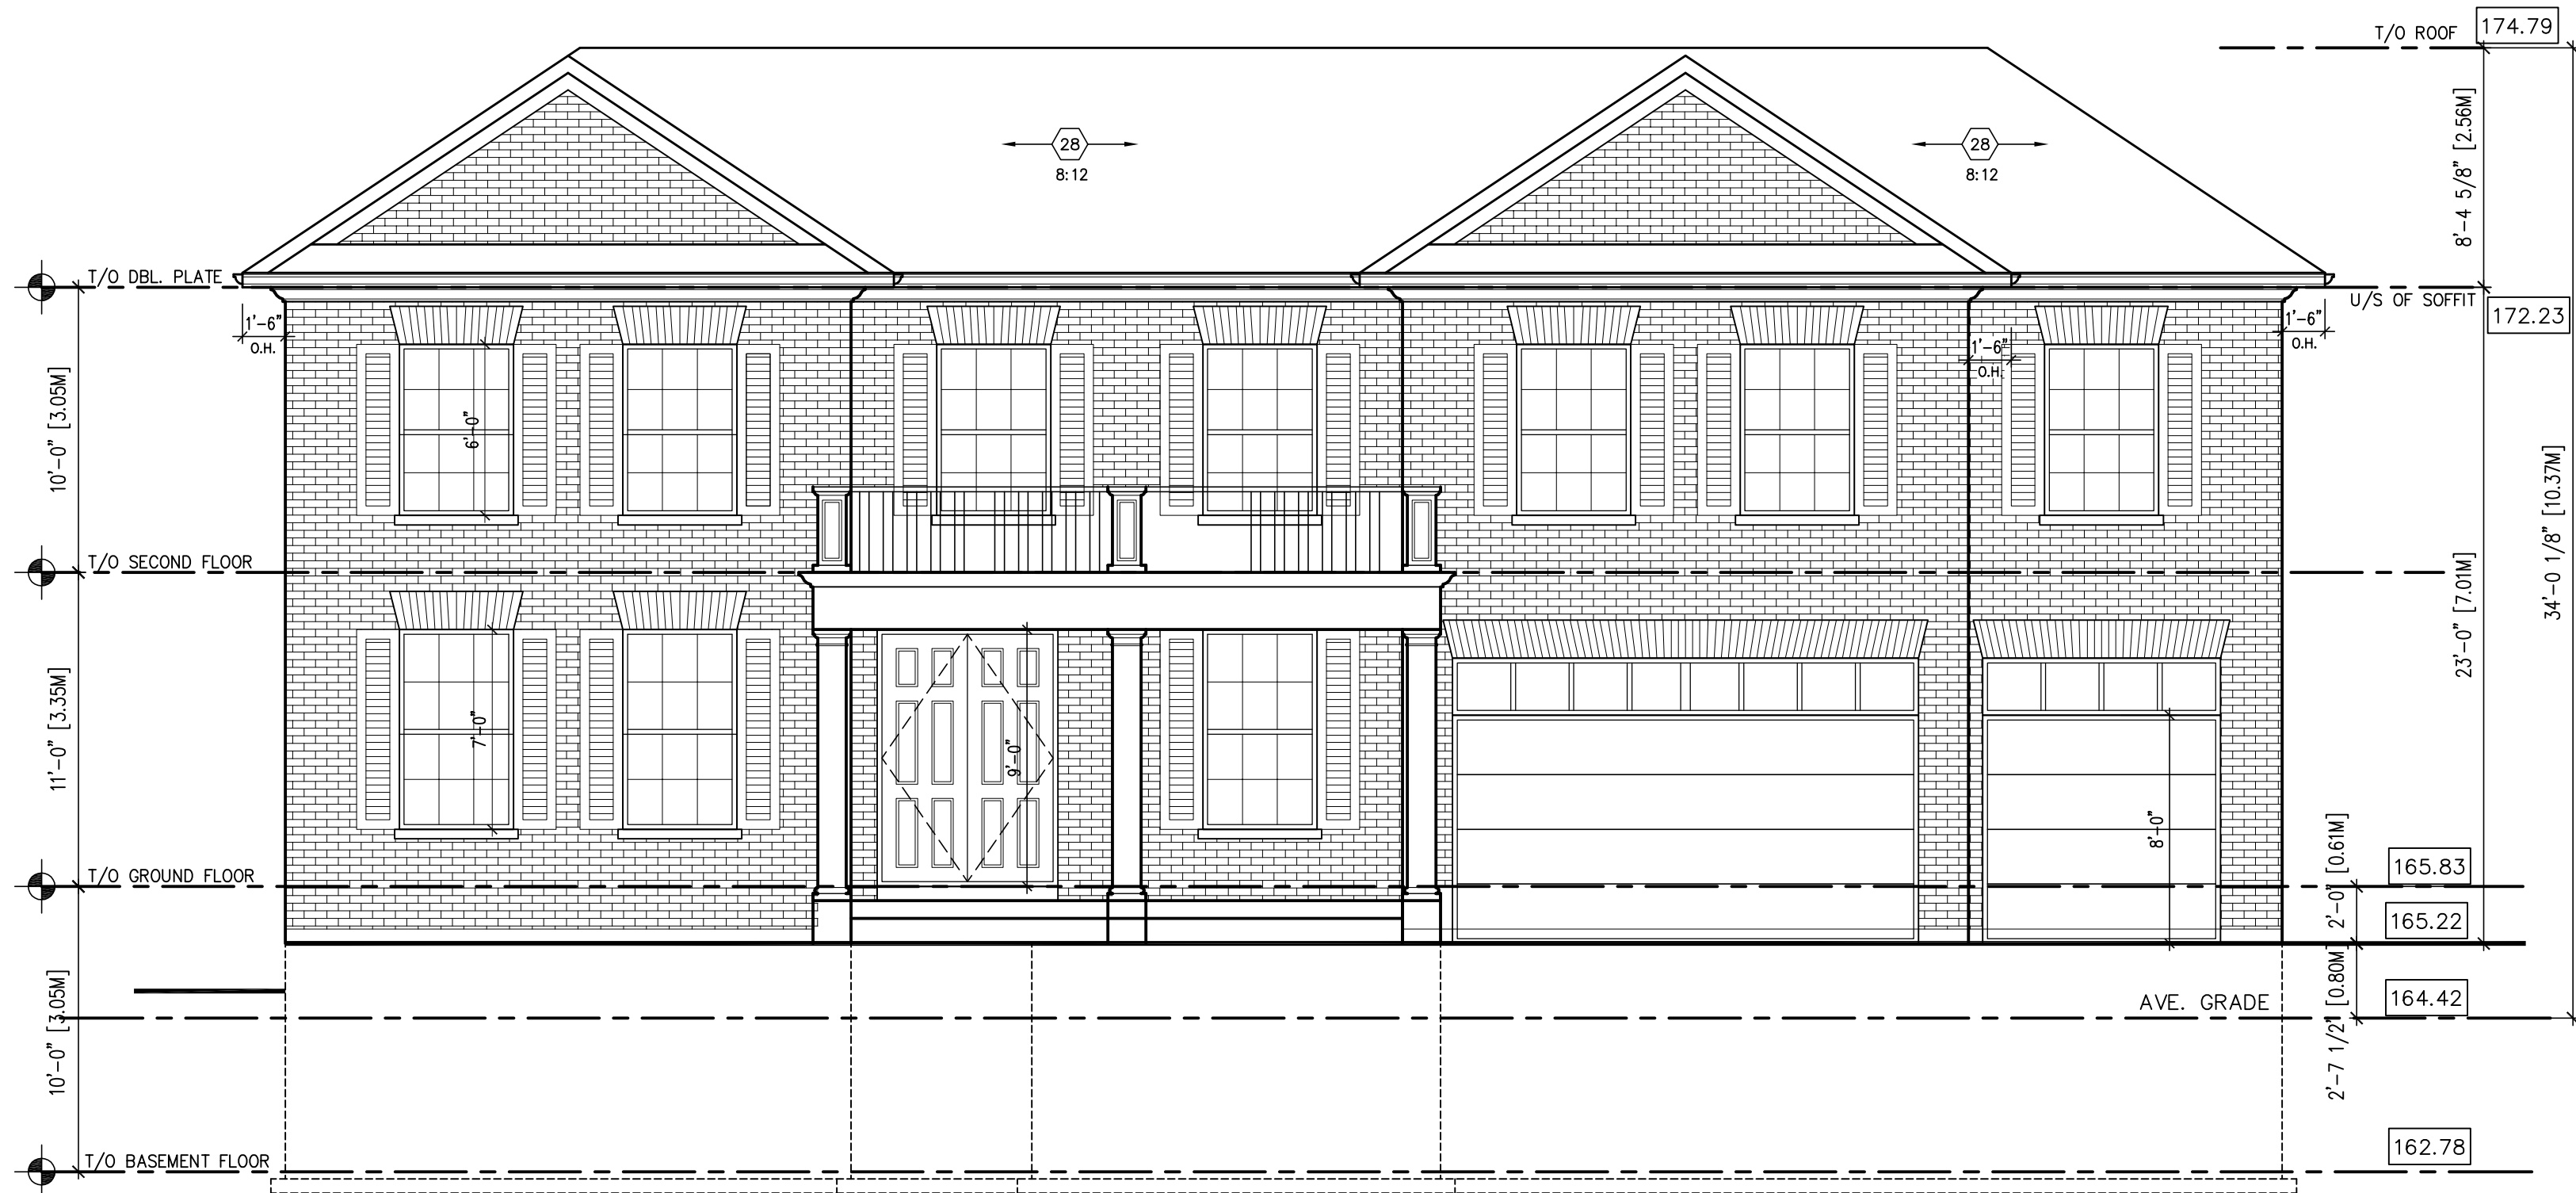 T/O ROOF
174.79
28
8:12
28
8:12
8'-4 5/8" [2.56M]
T/O DBL. PLATE
U/S OF SOFFIT
172.23
1'-6"
O.H.
1'-6"
O.H.
1'-6"
O.H.
10'-0" [3.05M]
6'-0"
34'-0 1/8" [10.37M]
T/O SECOND FLOOR
23'-0" [7.01M]
11'-0" [3.35M]
7'-0"
9'-0"
8'-0"
T/O GROUND FLOOR
165.83
2'-0" [0.61M]
165.22
10'-0" [3.05M]
AVE. GRADE
164.42
2'-7 1/2" [0.80M]
T/O BASEMENT FLOOR
162.78